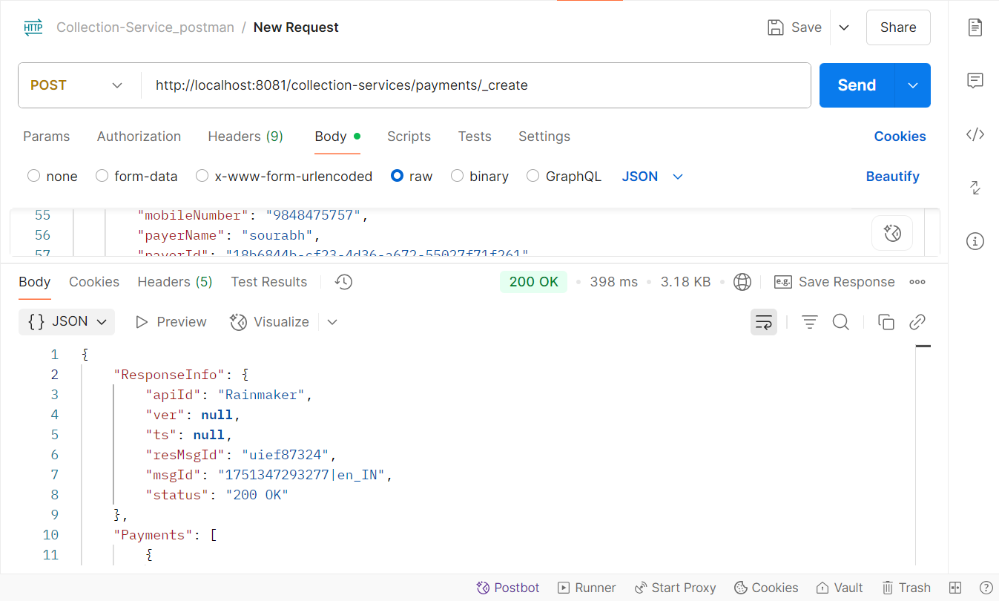 HTTP Collection-Service_postman / New Request Save Share
POST http://localhost:8081/collection-services/payments/_create Send
Params Authorization Headers (9) Body Scripts Tests Settings Cookies
none form-data x-www-form-urlencoded raw binary GraphQL JSON Beautify
55 "mobileNumber": "9848475757",
56 "payerName": "sourabh",
57 "payerId": "18b6844b-cf23-4d36-a672-55027f71f261"
Body Cookies Headers (5) Test Results 200 OK 398 ms 3.18 KB e.g. Save Response
{} JSON Preview Visualize
1 {
2 "ResponseInfo": {
3 "apiId": "Rainmaker",
4 "ver": null,
5 "ts": null,
6 "resMsgId": "uief87324",
7 "msgId": "1751347293277|en_IN",
8 "status": "200 OK"
9 },
10 "Payments": [
11 {
Postbot Runner Start Proxy Cookies Vault Trash